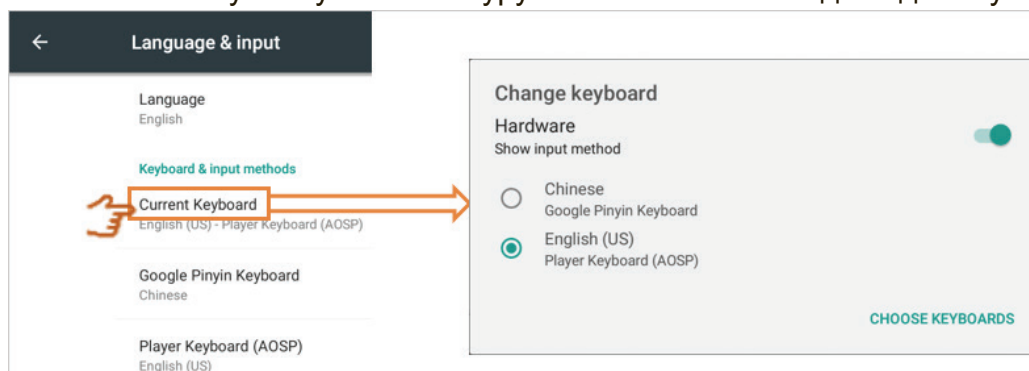 Language & input
Language
English
Keyboard & input methods
Current Keyboard
English (US) - Player Keyboard (AOSP)
Google Pinyin Keyboard
Chinese
Player Keyboard (AOSP)
English (US)
Change keyboard
Hardware
Show input method
Chinese
Google Pinyin Keyboard
English (US)
Player Keyboard (AOSP)
CHOOSE KEYBOARDS